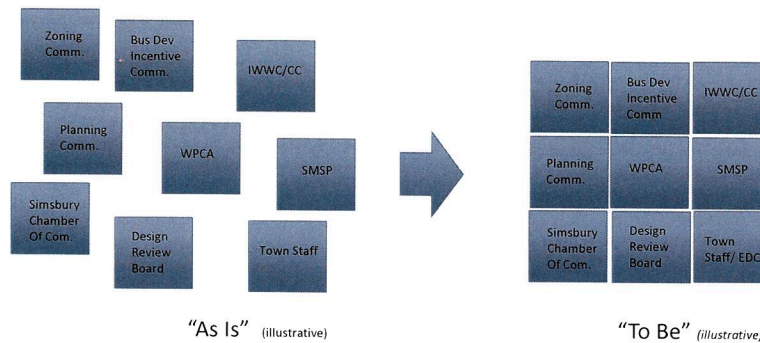 Zoning
Comm.
Bus Dev
Incentive
Comm.
IWWC/CC
Planning
Comm.
WPCA
SMSP
Simsbury
Chamber
Of Com.
Design
Review
Board
Town Staff
"As Is" (illustrative)
Zoning
Comm.
Bus Dev
Incentive
Comm
IWWC/CC
Planning
Comm.
WPCA
SMSP
Simsbury
Chamber
Of Com.
Design
Review
Board
Town
Staff/ EDC
"To Be" (illustrative)